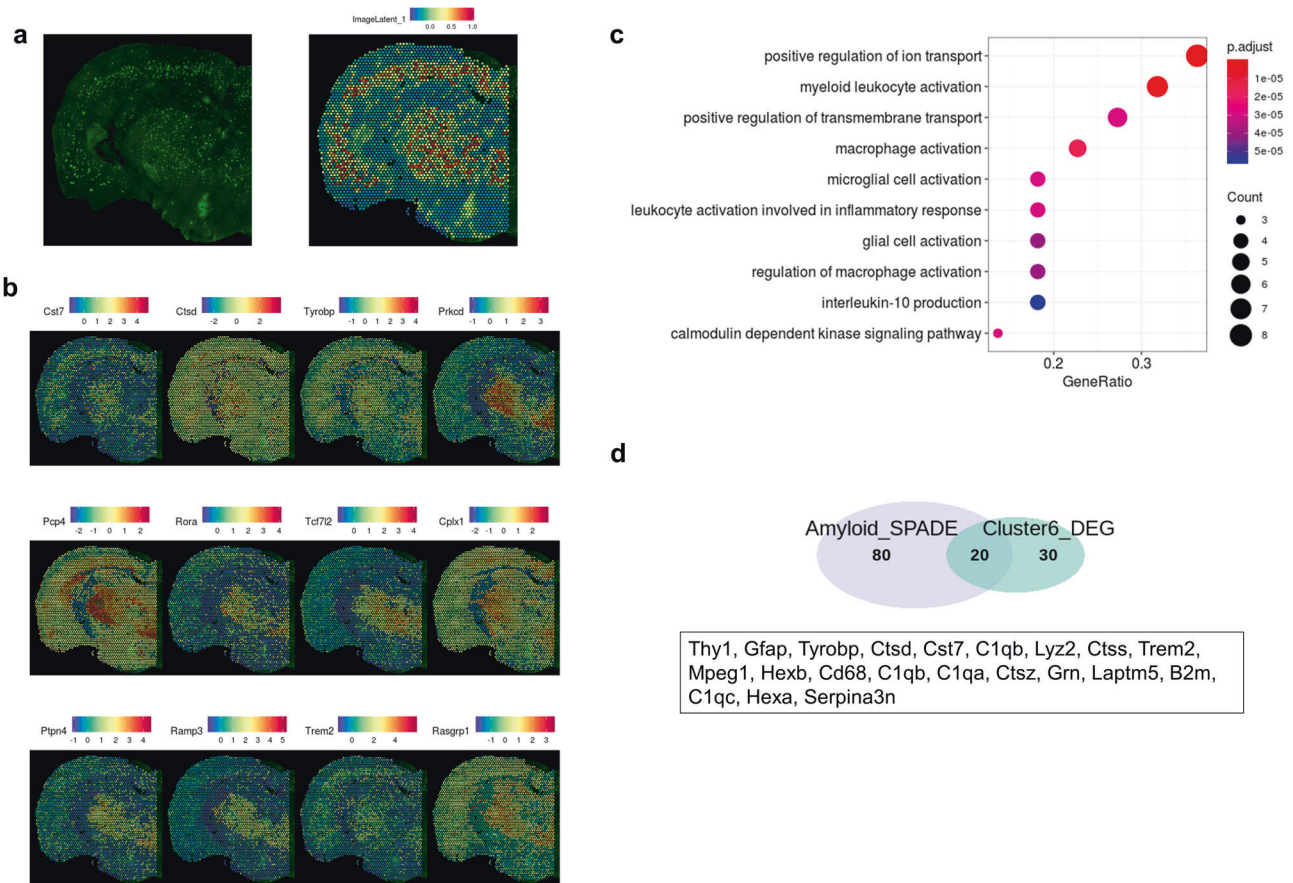 a
ImageLatent_1
0.0 0.5 1.0
b
Cst7
0 1 2 3 4
Ctsd
-2 0 2
Tyrobp
-1 0 1 2 3 4
Prkcd
-1 0 1 2 3
Pcp4
-2 -1 0 1 2
Rora
0 1 2 3 4
Tcf7l2
0 1 2 3 4
Cplx1
-2 -1 0 1 2
Ptpn4
-1 0 1 2 3 4
Ramp3
0 1 2 3 4 5
Trem2
0 2 4
Rasgrp1
-1 0 1 2 3
c
positive regulation of ion transport
myeloid leukocyte activation
positive regulation of transmembrane transport
macrophage activation
microglial cell activation
leukocyte activation involved in inflammatory response
glial cell activation
regulation of macrophage activation
interleukin-10 production
calmodulin dependent kinase signaling pathway
0.2 0.3
GeneRatio
p.adjust
1e-05
2e-05
3e-05
4e-05
5e-05
Count
3
4
5
6
7
8
d
Amyloid_SPADE Cluster6_DEG
80 20 30
Thy1, Gfap, Tyrobp, Ctsd, Cst7, C1qb, Lyz2, Ctss, Trem2,
Mpeg1, Hexb, Cd68, C1qb, C1qa, Ctsz, Grn, Laptm5, B2m,
C1qc, Hexa, Serpina3n